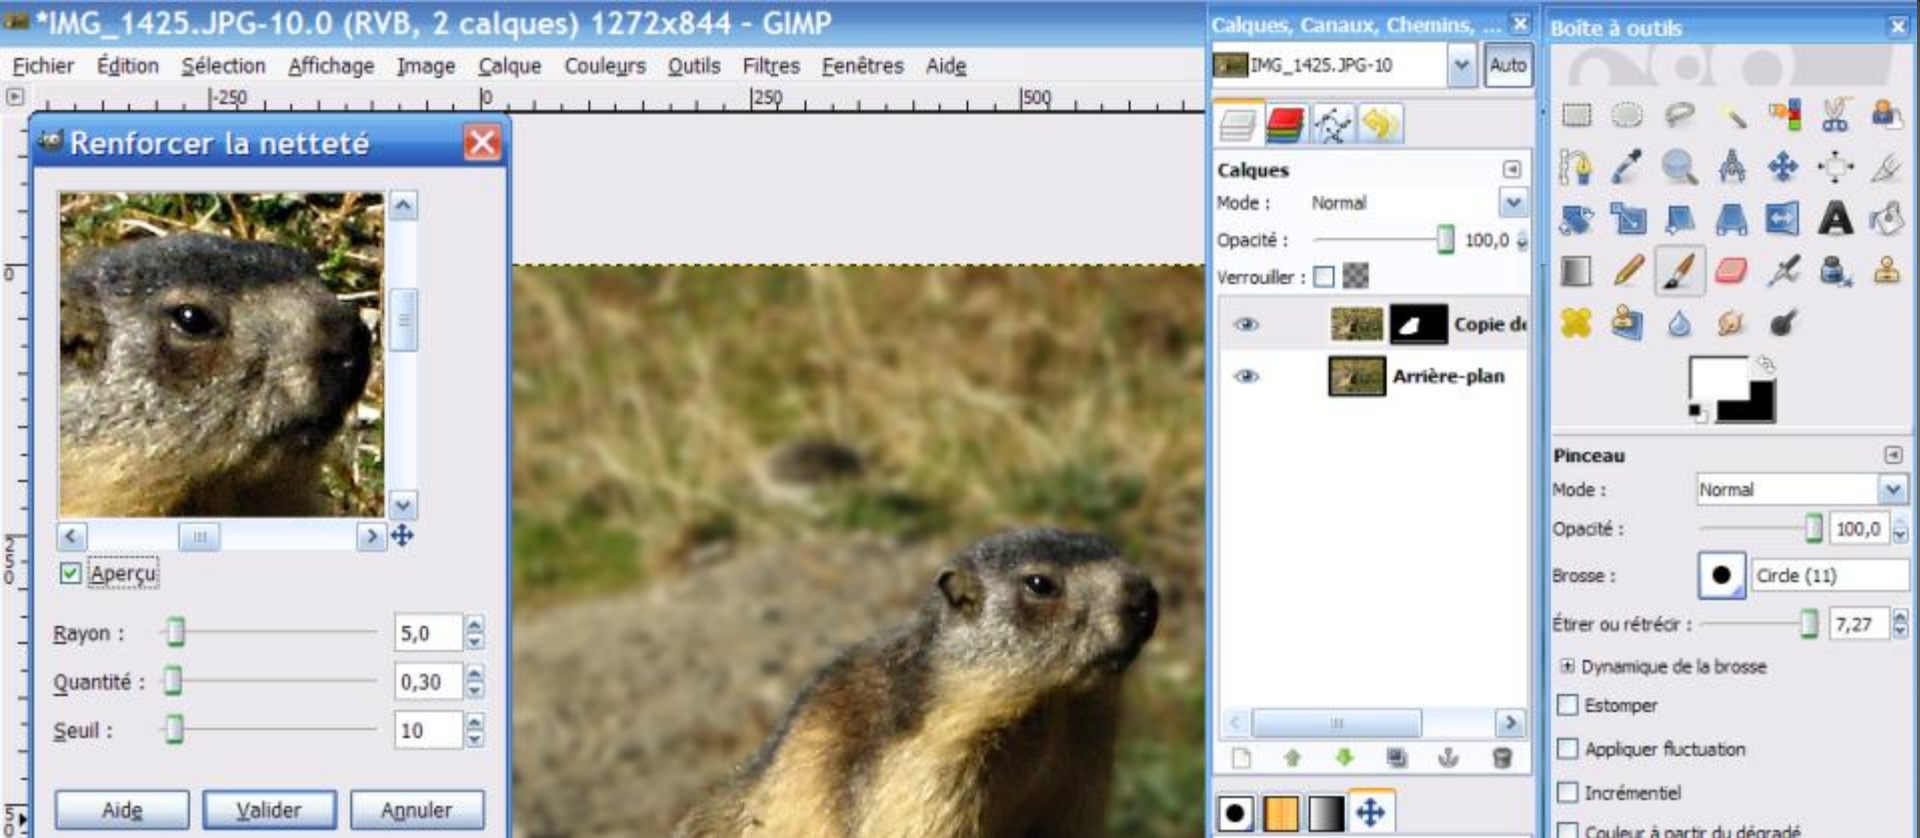 *IMG_1425.JPG-10.0 (RVB, 2 calques) 1272x844 – GIMP
Fichier Édition Sélection Affichage Image Calque Couleurs Outils Filtres Fenêtres Aide
-250 0 250 500
0
250
5
0
Renforcer la netteté
Aperçu
Rayon : 5,0
Quantité : 0,30
Seuil : 10
Aide Valider Annuler
Calques, Canaux, Chemins, ...
IMG_1425.JPG-10 Auto
Calques
Mode : Normal
Opacité : 100,0
Verrouiller :
Copie de
Arrière-plan
Boîte à outils
Pinceau
Mode : Normal
Opacité : 100,0
Brosse : Circle (11)
Étirer ou rétrécir : 7,27
Dynamique de la brosse
Estomper
Appliquer fluctuation
Incrémentiel
Couleur à partir du dégradé